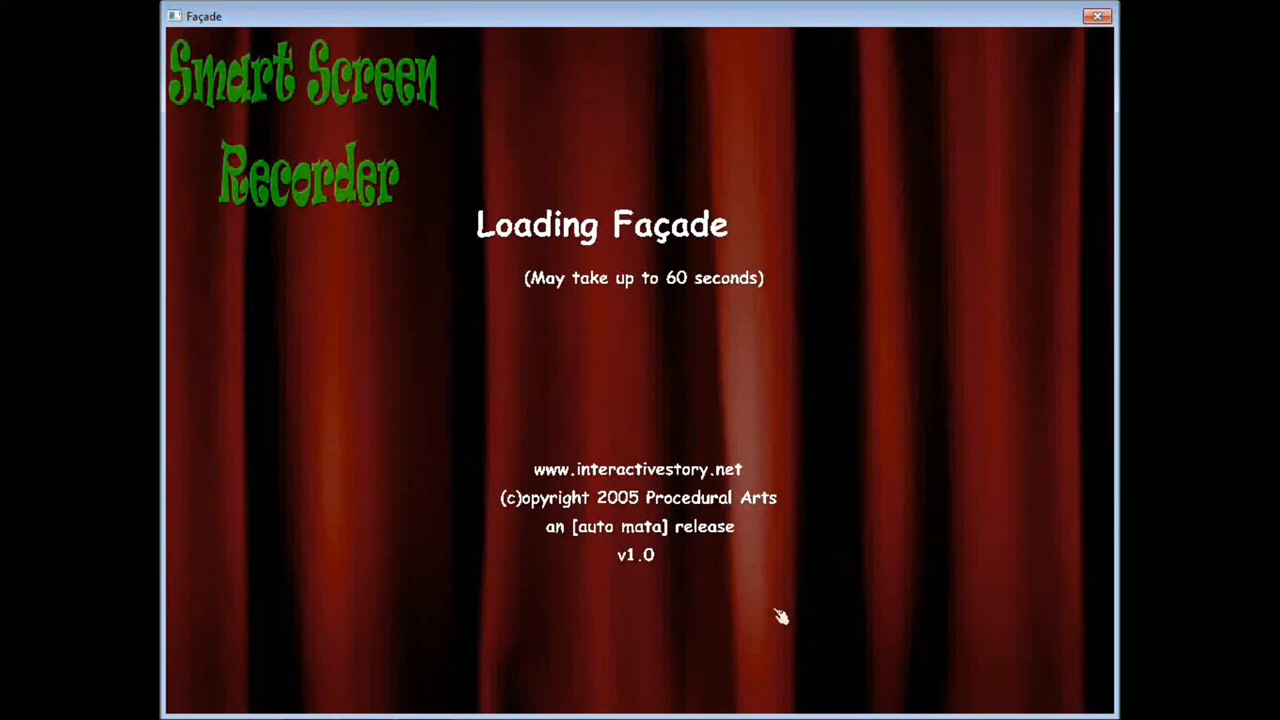 Façade
Smart Screen
Recorder
Loading Façade
(May take up to 60 seconds)
www.interactivestory.net
(c)opyright 2005 Procedural Arts
an [auto mata] release
v1.0